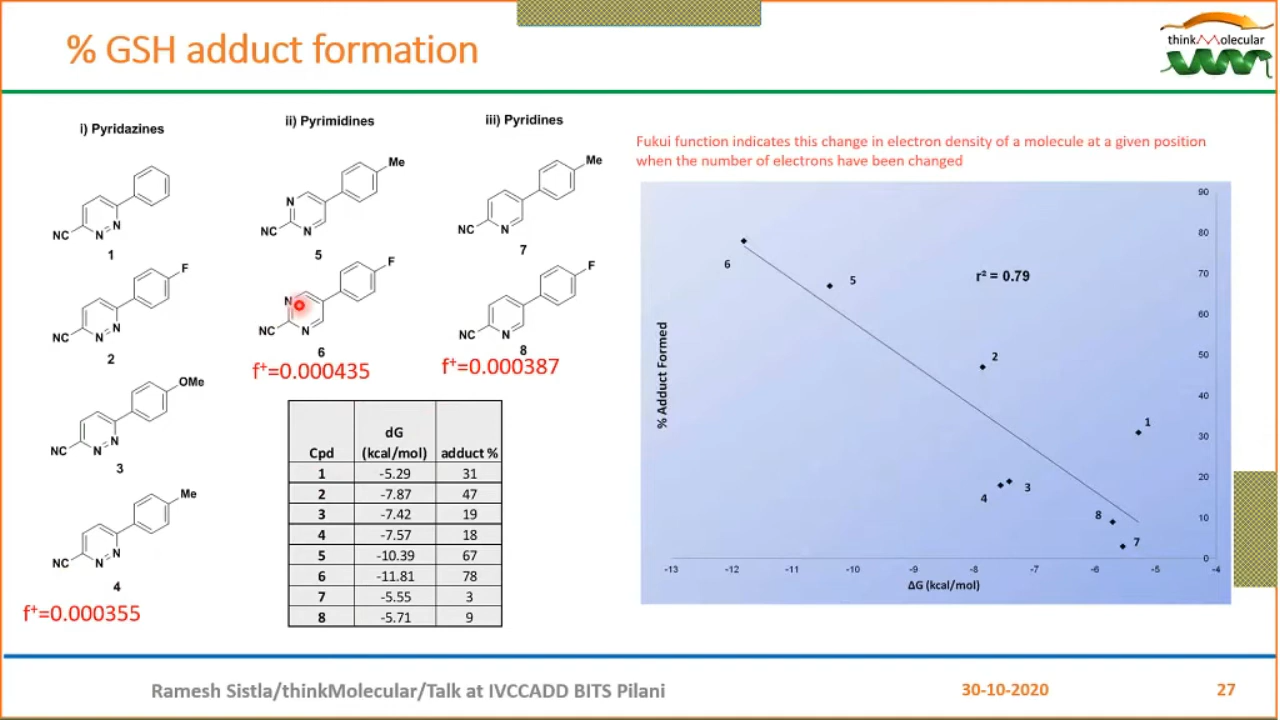 % GSH adduct formation
thinkMolecular
i) Pyridazines
ii) Pyrimidines
iii) Pyridines
NC
N
N
1
F
NC
N
N
2
OMe
NC
N
N
3
Me
NC
N
N
4
f⁺=0.000355
Me
N
NC
N
5
F
N
NC
N
6
f⁺=0.000435
Me
NC
N
7
F
NC
N
8
f⁺=0.000387
Cpd dG (kcal/mol) adduct %
1 -5.29 31
2 -7.87 47
3 -7.42 19
4 -7.57 18
5 -10.39 67
6 -11.81 78
7 -5.55 3
8 -5.71 9
Fukui function indicates this change in electron density of a molecule at a given position
when the number of electrons have been changed
90
80
70
60
50
40
30
20
10
0
6
5
r² = 0.79
2
1
4
3
8
7
% Adduct Formed
-13 -12 -11 -10 -9 -8 -7 -6 -5 -4
ΔG (kcal/mol)
Ramesh Sistla/thinkMolecular/Talk at IVCCADD BITS Pilani
30-10-2020
27